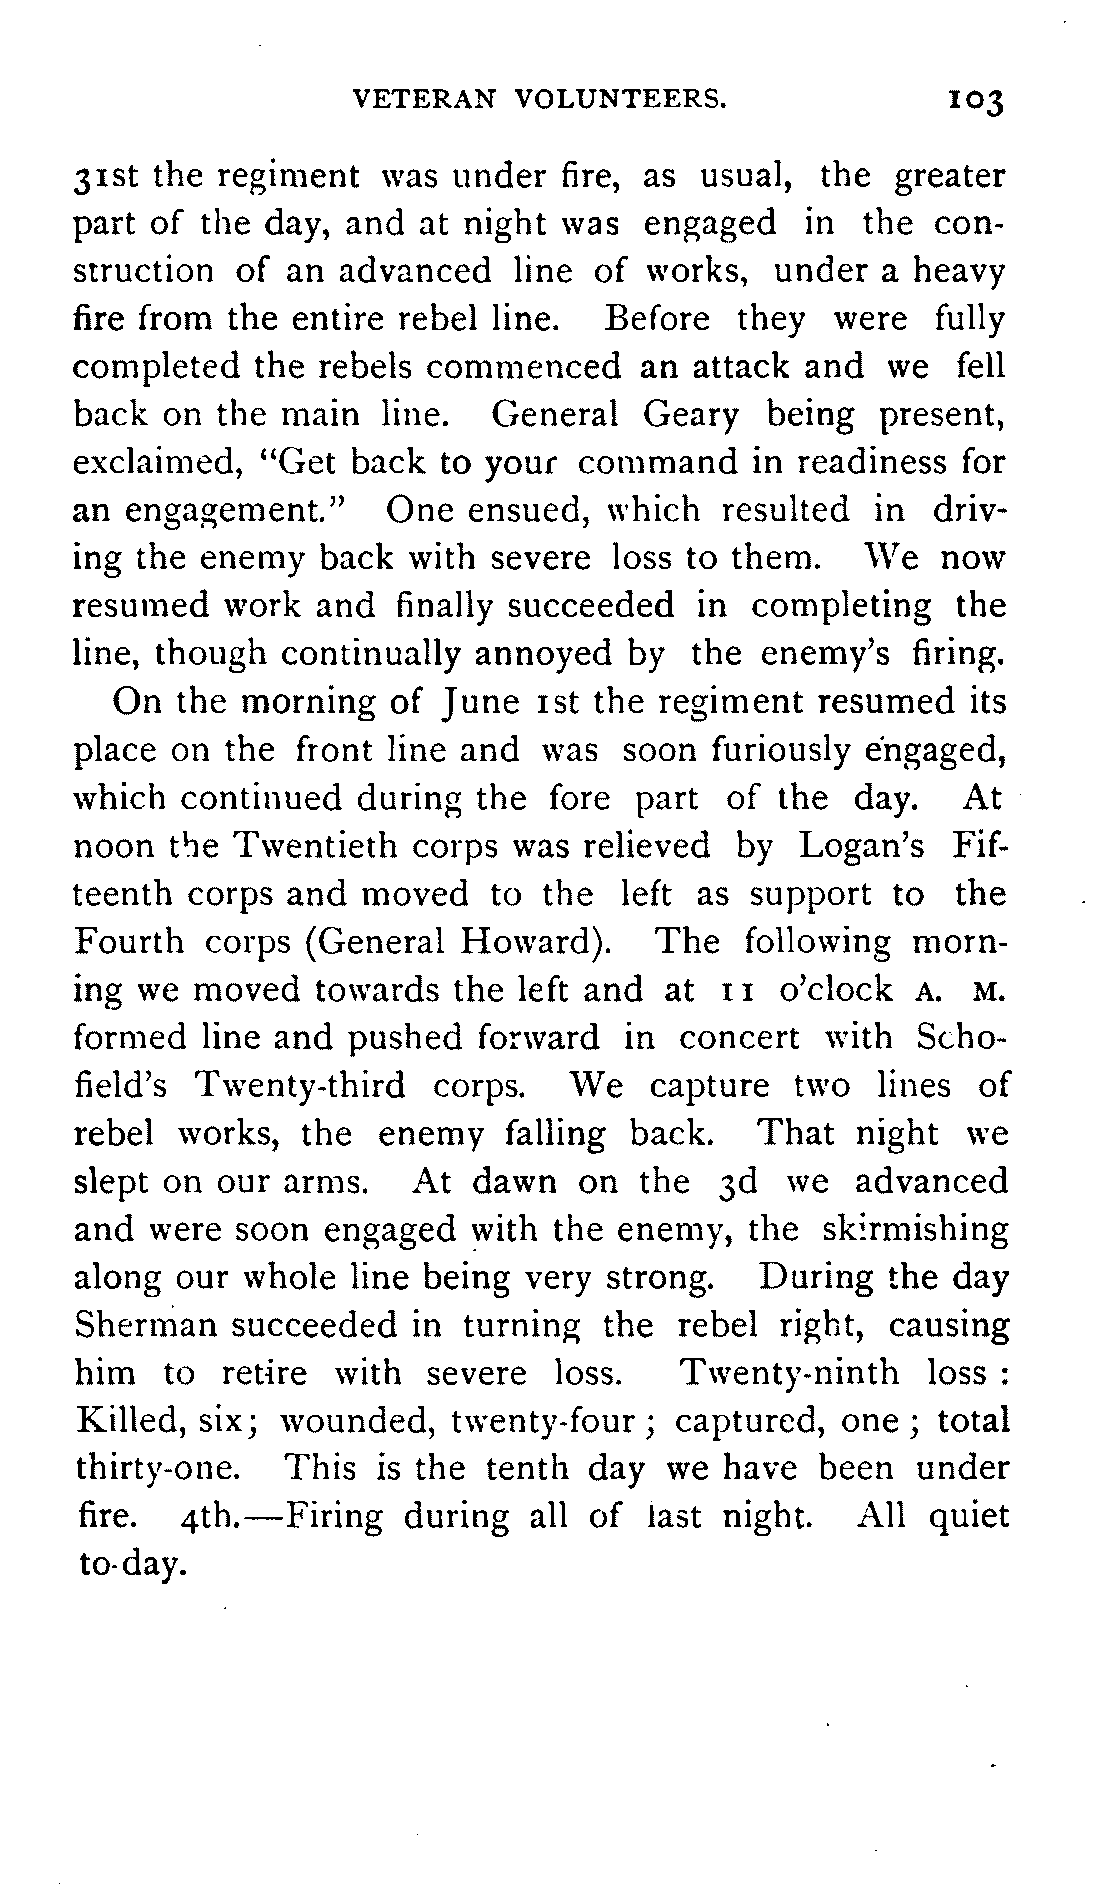 VETERAN VOLUNTEERS. 103
31st the regiment was under fire, as usual, the greater
part of the day, and at night was engaged in the con-
struction of an advanced line of works, under a heavy
fire from the entire rebel line. Before they were fully
completed the rebels commenced an attack and we fell
back on the main line. General Geary being present,
exclaimed, "Get back to your command in readiness for
an engagement." One ensued, which resulted in driv-
ing the enemy back with severe loss to them. We now
resumed work and finally succeeded in completing the
line, though continually annoyed by the enemy's firing.
On the morning of June 1st the regiment resumed its
place on the front line and was soon furiously engaged,
which continued during the fore part of the day. At
noon the Twentieth corps was relieved by Logan's Fif-
teenth corps and moved to the left as support to the
Fourth corps (General Howard). The following morn-
ing we moved towards the left and at 11 o'clock A. M.
formed line and pushed forward in concert with Scho-
field's Twenty-third corps. We capture two lines of
rebel works, the enemy falling back. That night we
slept on our arms. At dawn on the 3d we advanced
and were soon engaged with the enemy, the skirmishing
along our whole line being very strong. During the day
Sherman succeeded in turning the rebel right, causing
him to retire with severe loss. Twenty-ninth loss :
Killed, six; wounded, twenty-four ; captured, one ; total
thirty-one. This is the tenth day we have been under
fire. 4th.—Firing during all of last night. All quiet
to-day.